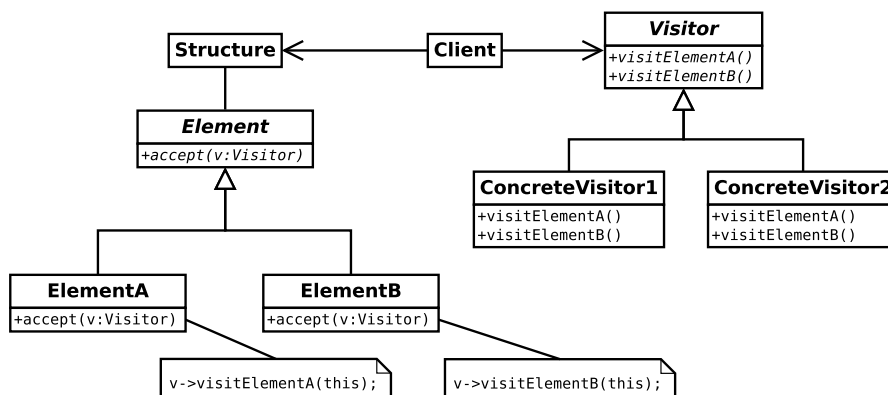 Visitor
Structure
Client
+visitElementA()
+visitElementB()
Element
+accept(v:Visitor)
ConcreteVisitor1
ConcreteVisitor2
+visitElementA()
+visitElementA()
+visitElementB()
+visitElementB()
ElementA
ElementB
+accept(v:Visitor)
+accept(v:Visitor)
v->visitElementA(this);
v->visitElementB(this);